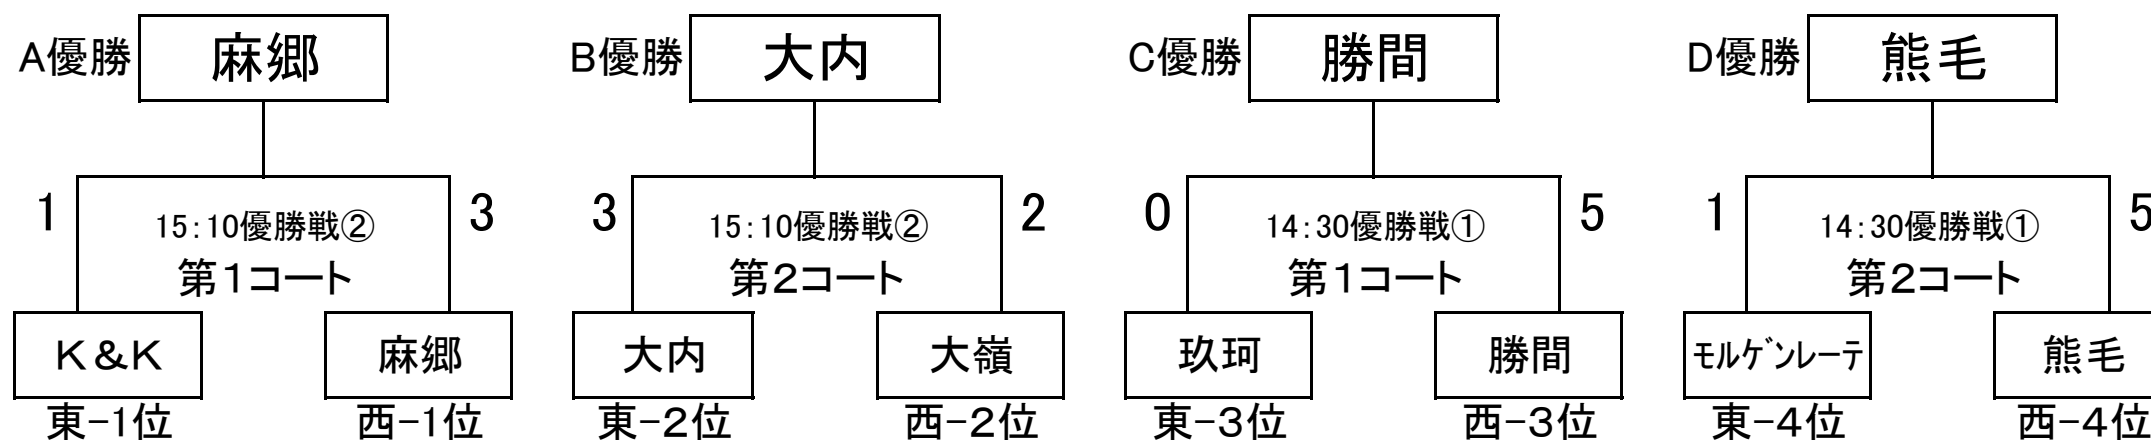 A優勝 麻郷 B優勝 大内 C優勝 勝間 D優勝 熊毛
1 3 3 2 0 5 1 5
15:10優勝戦② 15:10優勝戦② 14:30優勝戦① 14:30優勝戦①
第1コート 第2コート 第1コート 第2コート
K&K 麻郷 大内 大嶺 玖珂 勝間 モルゲンレーテ 熊毛
東-1位 西-1位 東-2位 西-2位 東-3位 西-3位 東-4位 西-4位